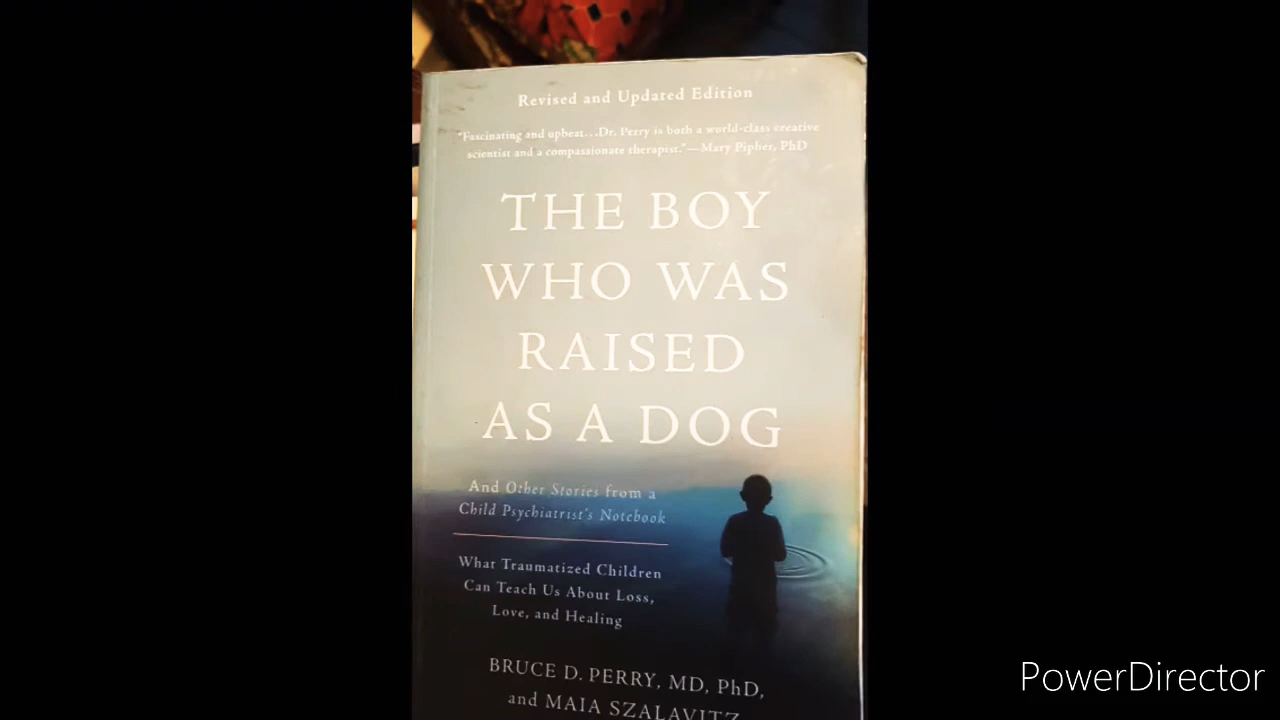 Revised and Updated Edition
"Fascinating and upbeat...Dr. Perry is both a world-class creative
scientist and a compassionate therapist."—Mary Pipher, PhD
THE BOY
WHO WAS
RAISED
AS A DOG
And Other Stories from a
Child Psychiatrist's Notebook
What Traumatized Children
Can Teach Us About Loss,
Love, and Healing
BRUCE D. PERRY, MD, PhD,
and MAIA SZALAVITZ
PowerDirector